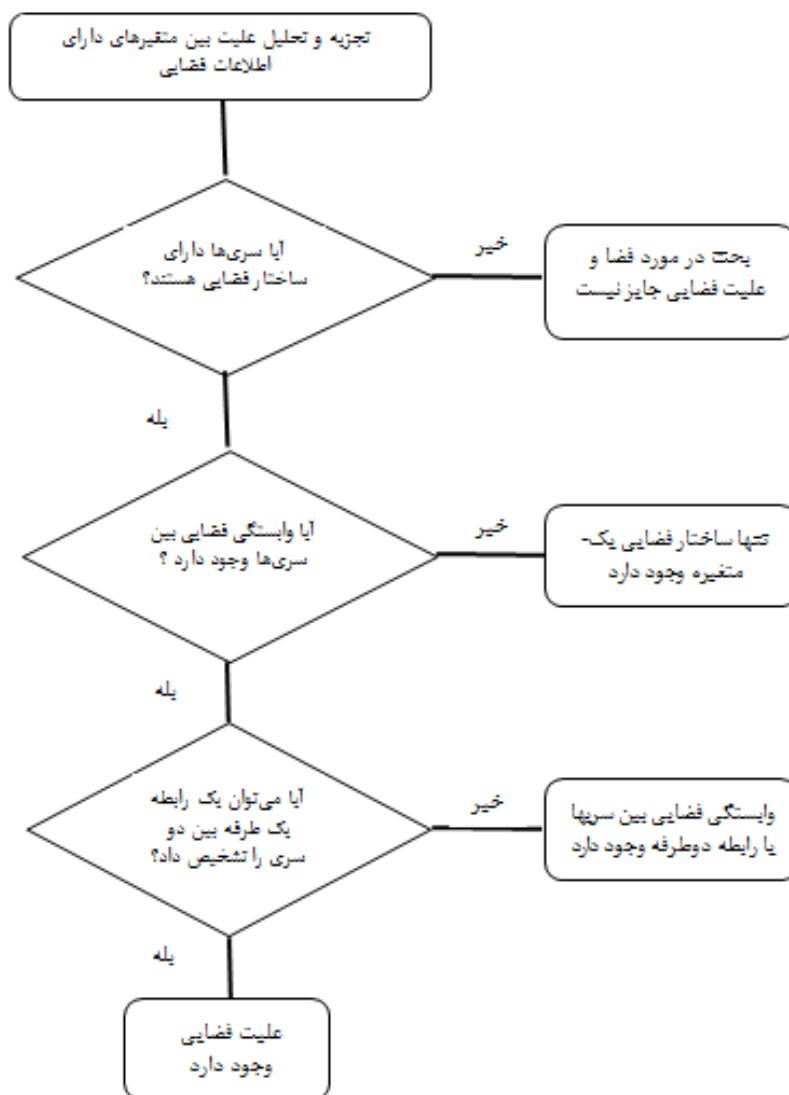 تجزیه و تحلیل علیت بین متغیرهای دارای
اطلاعات فضایی
آیا سری‌ها دارای
ساختار فضایی هستند؟
خیر
بحث در مورد فضا و
علیت فضایی جایز نیست
بله
آیا وابستگی فضایی بین
سری‌ها وجود دارد ؟
خیر
تنها ساختار فضایی یک-
متغیره وجود دارد
بله
آیا می‌توان یک رابطه
یک طرفه بین دو
سری را تشخیص داد؟
خیر
وابستگی فضایی بین سریها
یا رابطه دوطرفه وجود دارد
بله
علیت فضایی
وجود دارد